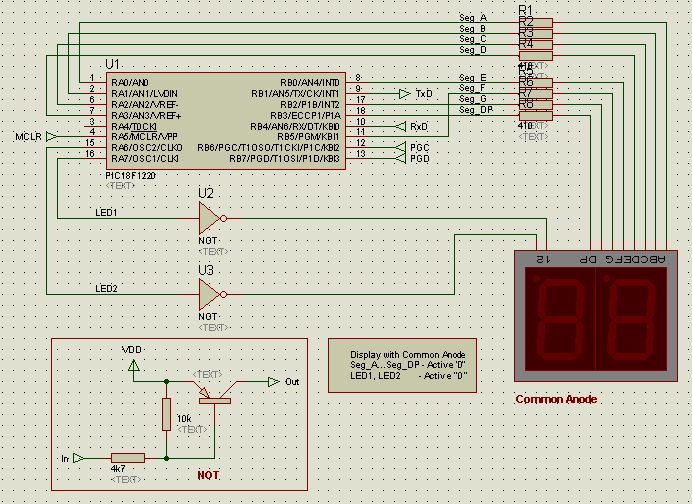 R1
Seg_A R2
Seg_B R3
Seg_C R4
Seg_D
<TEXT>
U1
Seg_E R6
Seg_F R7
Seg_G R8
Seg_DP
410
<TEXT>
1 RA0/AN0 RB0/AN4/INT0 8
2 RA1/AN1/LVDIN RB1/AN5/TX/CK/INT1 9 TxD
6 RA2/AN2/VREF- RB2/P1B/INT2 17
7 RA3/AN3/VREF+ RB3/ECCP1/P1A 18
3 RA4/T0CKI RB4/AN6/RX/DT/KBI0 10 RxD
MCLR 4 RA5/MCLR/VPP RB5/PGM/KBI1 11
15 RA6/OSC2/CLKO RB6/PGC/T1OSO/T1CKI/P1C/KBI2 12 PGC
16 RA7/OSC1/CLKI RB7/PGD/T1OSI/P1D/KBI3 13 PGD
PIC18F1220
<TEXT>
U2
LED1
NOT
<TEXT>
12 DP ABCDEFG
U3
LED2
NOT
<TEXT>
Common Anode
VDD
<TEXT>
Out
10k
<TEXT>
In
4k7
<TEXT>
NOT
Display with Common Anode
Seg_A...Seg_DP - Active "0"
LED1, LED2 - Active "0"